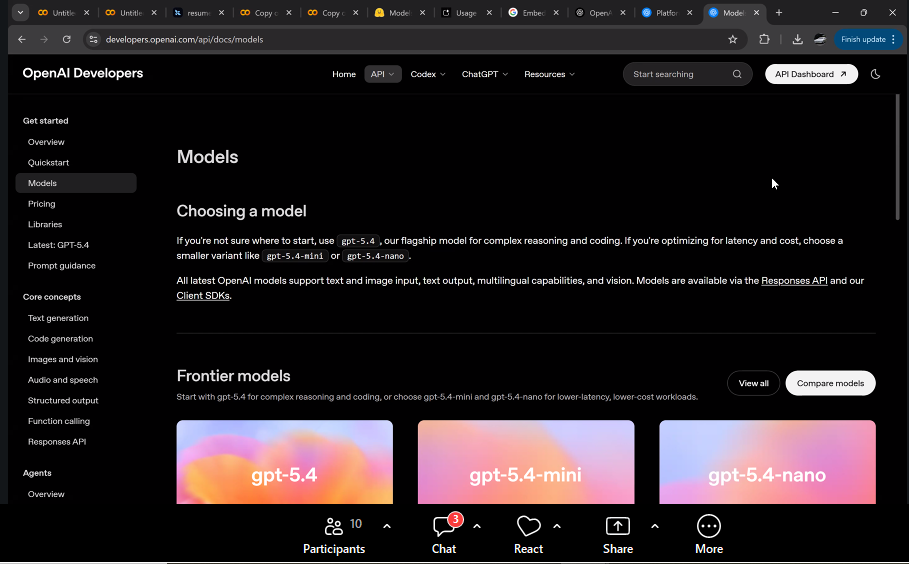 Untitle
Untitle
resume
Copy o
Copy o
Model
Usage
Embed
OpenA
Platfor
Model
developers.openai.com/api/docs/models
Finish update
OpenAI Developers
Home
API
Codex
ChatGPT
Resources
Start searching
API Dashboard
Get started
Overview
Quickstart
Models
Pricing
Libraries
Latest: GPT-5.4
Prompt guidance
Core concepts
Text generation
Code generation
Images and vision
Audio and speech
Structured output
Function calling
Responses API
Agents
Overview
Models
Choosing a model
If you're not sure where to start, use gpt-5.4, our flagship model for complex reasoning and coding. If you're optimizing for latency and cost, choose a
smaller variant like gpt-5.4-mini or gpt-5.4-nano.
All latest OpenAI models support text and image input, text output, multilingual capabilities, and vision. Models are available via the Responses API and our
Client SDKs.
Frontier models
Start with gpt-5.4 for complex reasoning and coding, or choose gpt-5.4-mini and gpt-5.4-nano for lower-latency, lower-cost workloads.
View all
Compare models
gpt-5.4
gpt-5.4-mini
gpt-5.4-nano
10
3
Participants
Chat
React
Share
More